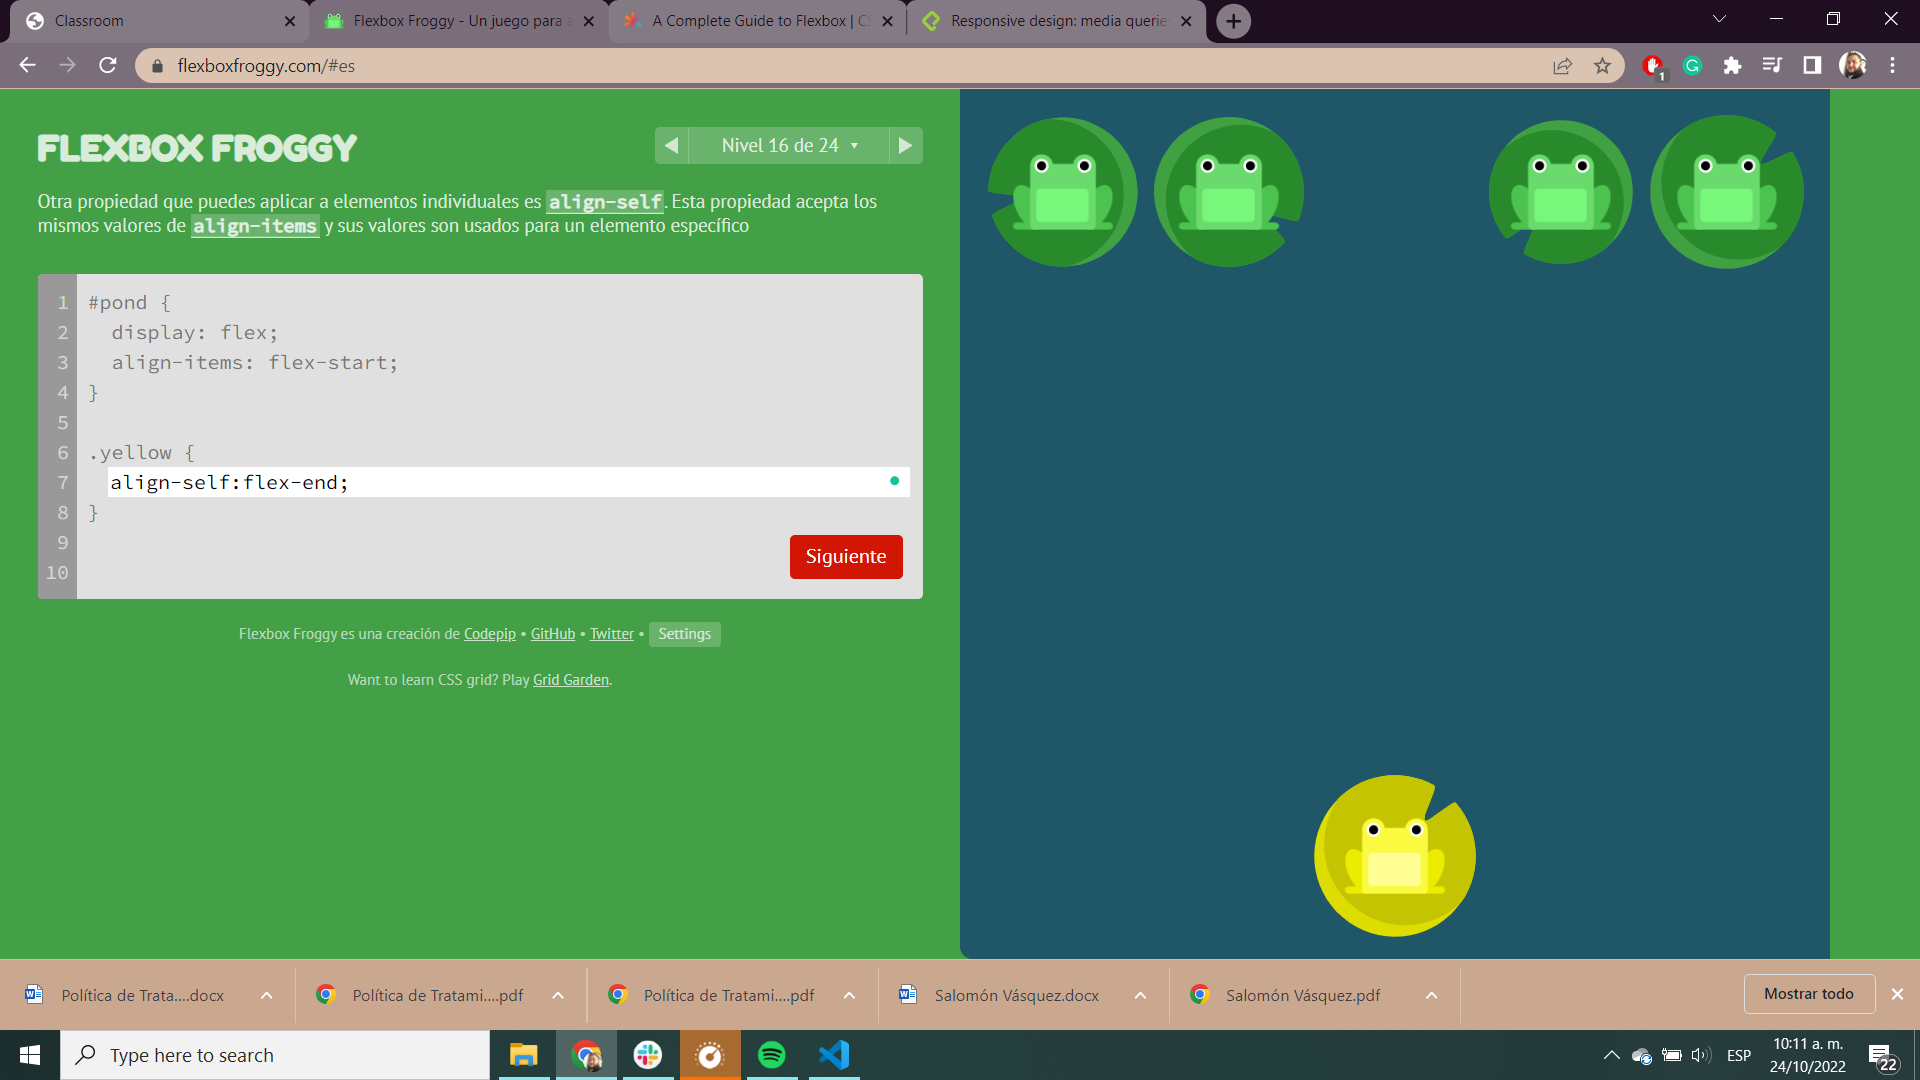 Classroom
Flexbox Froggy - Un juego para a
A Complete Guide to Flexbox | CS
Responsive design: media querie
flexboxfroggy.com/#es
1
FLEXBOX FROGGY
Nivel 16 de 24 ▾
Otra propiedad que puedes aplicar a elementos individuales es align-self. Esta propiedad acepta los
mismos valores de align-items y sus valores son usados para un elemento específico
1 #pond {
2 display: flex;
3 align-items: flex-start;
4 }
5
6 .yellow {
7 align-self:flex-end;
8 }
9
10
Siguiente
Flexbox Froggy es una creación de Codepip • GitHub • Twitter • Settings
Want to learn CSS grid? Play Grid Garden.
Política de Trata....docx
Política de Tratami....pdf
Política de Tratami....pdf
Salomón Vásquez.docx
Salomón Vásquez.pdf
Mostrar todo
Type here to search
ESP
10:11 a. m.
24/10/2022
22